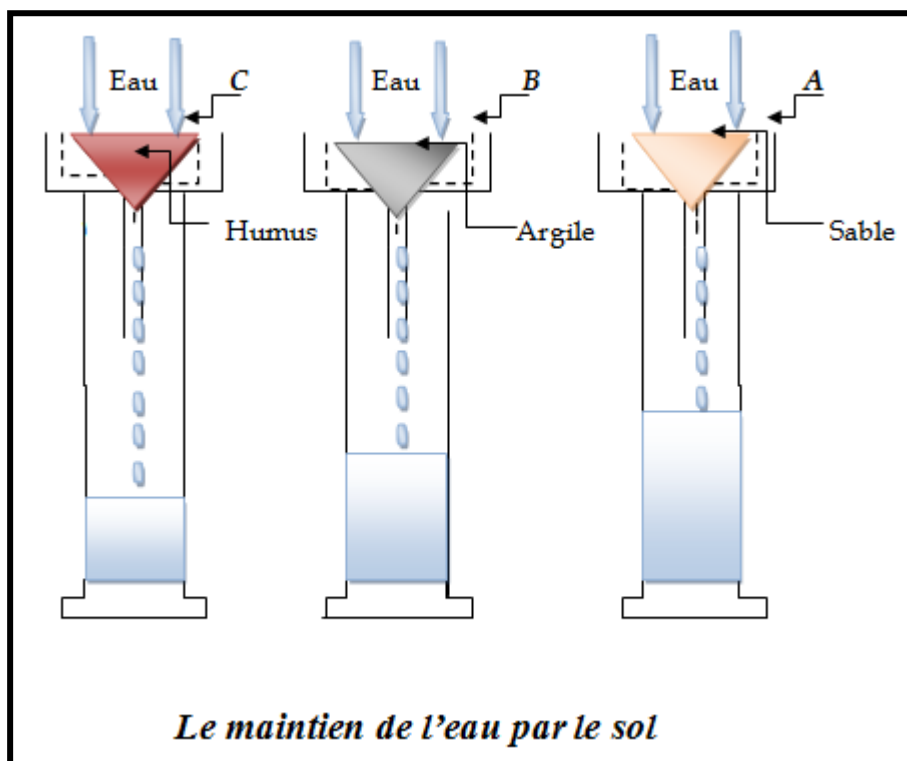 Eau C
Eau B
Eau A
Humus
Argile
Sable
Le maintien de l'eau par le sol